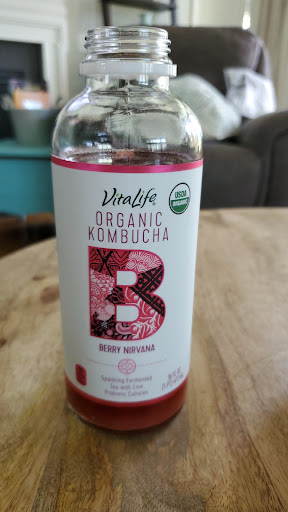 VitaLife
USDA
ORGANIC
ORGANIC
KOMBUCHA
B
BERRY NIRVANA
Sparkling Fermented
Tea with Live
Probiotic Cultures